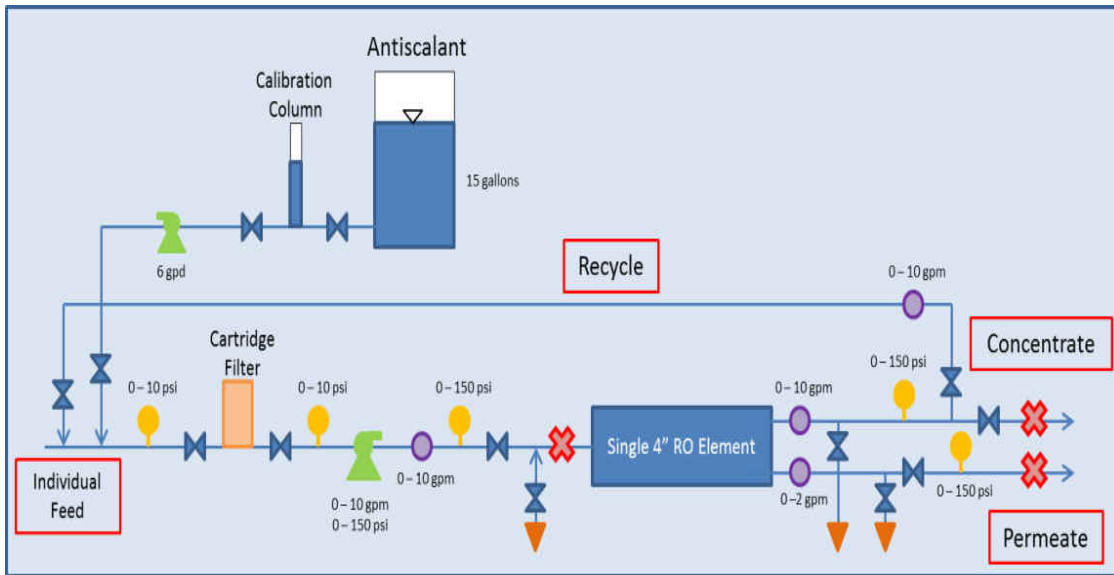 Antiscalant
Calibration
Column
15 gallons
6 gpd
Recycle
0 – 10 gpm
Cartridge
Filter
Concentrate
0 – 10 psi
0 – 10 psi
0 – 150 psi
0 – 10 gpm
0 – 150 psi
Single 4” RO Element
Individual
Feed
0 – 10 gpm
0 – 150 psi
0 – 10 gpm
0 –2 gpm
0 – 150 psi
Permeate